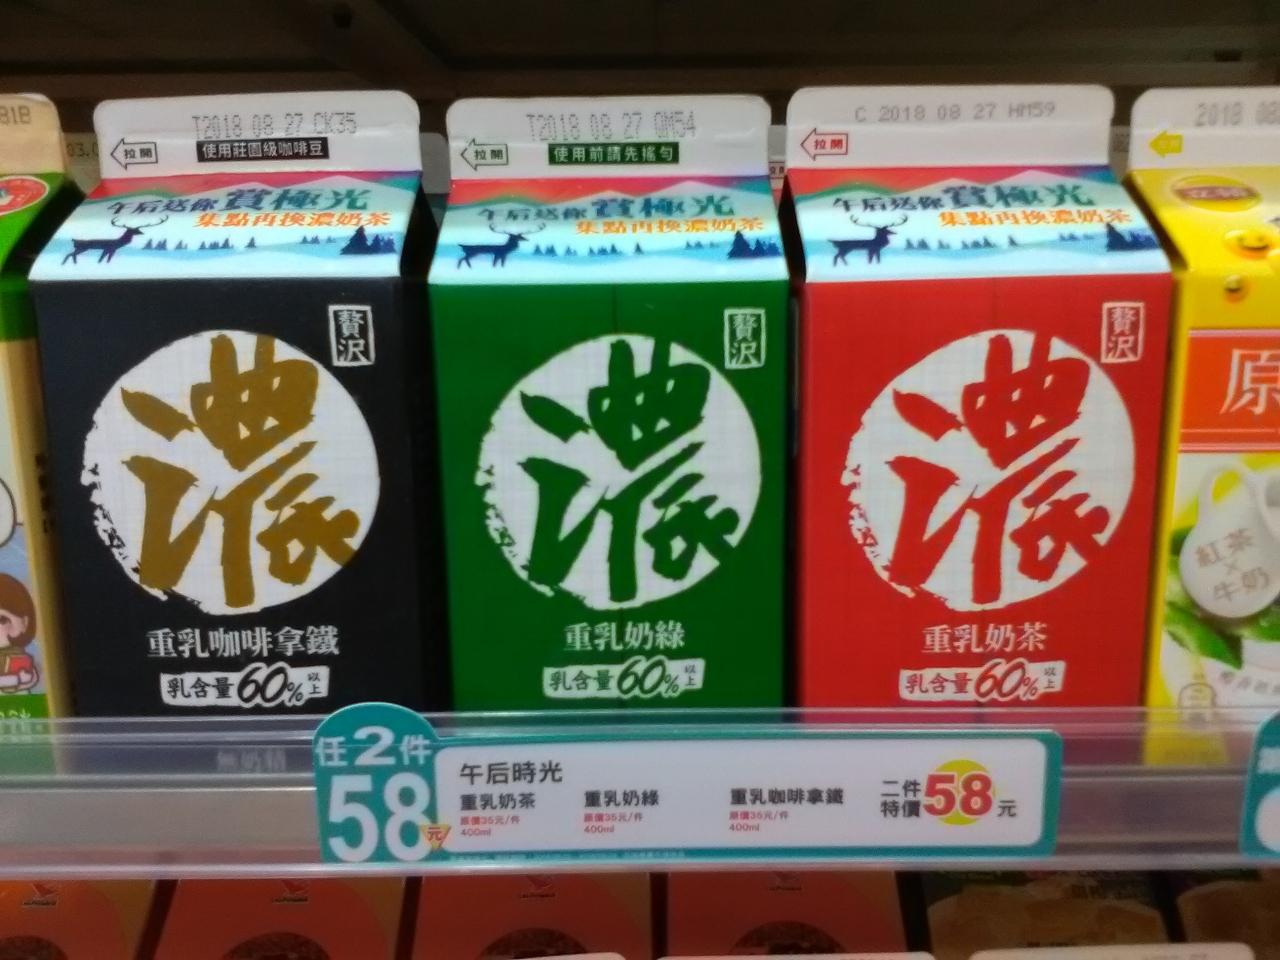 T2018 08 27 CK35
拉開
使用莊園級咖啡豆
午后送你賞極光
集點再換濃奶茶
贅沢
濃
重乳咖啡拿鐵
乳含量60%以上
T2018 08 27 QM54
拉開
使用前請先搖勻
午后送你賞極光
集點再換濃奶茶
贅沢
濃
重乳奶綠
乳含量60%以上
C 2018 08 27 HM59
拉開
午后送你賞極光
集點再換濃奶茶
贅沢
濃
重乳奶茶
乳含量60%以上
2018 08
原
紅茶
×
牛奶
任2件
58元
午后時光
重乳奶茶
原價35元/件
400ml
重乳奶綠
原價35元/件
400ml
重乳咖啡拿鐵
原價35元/件
400ml
二件特價58元